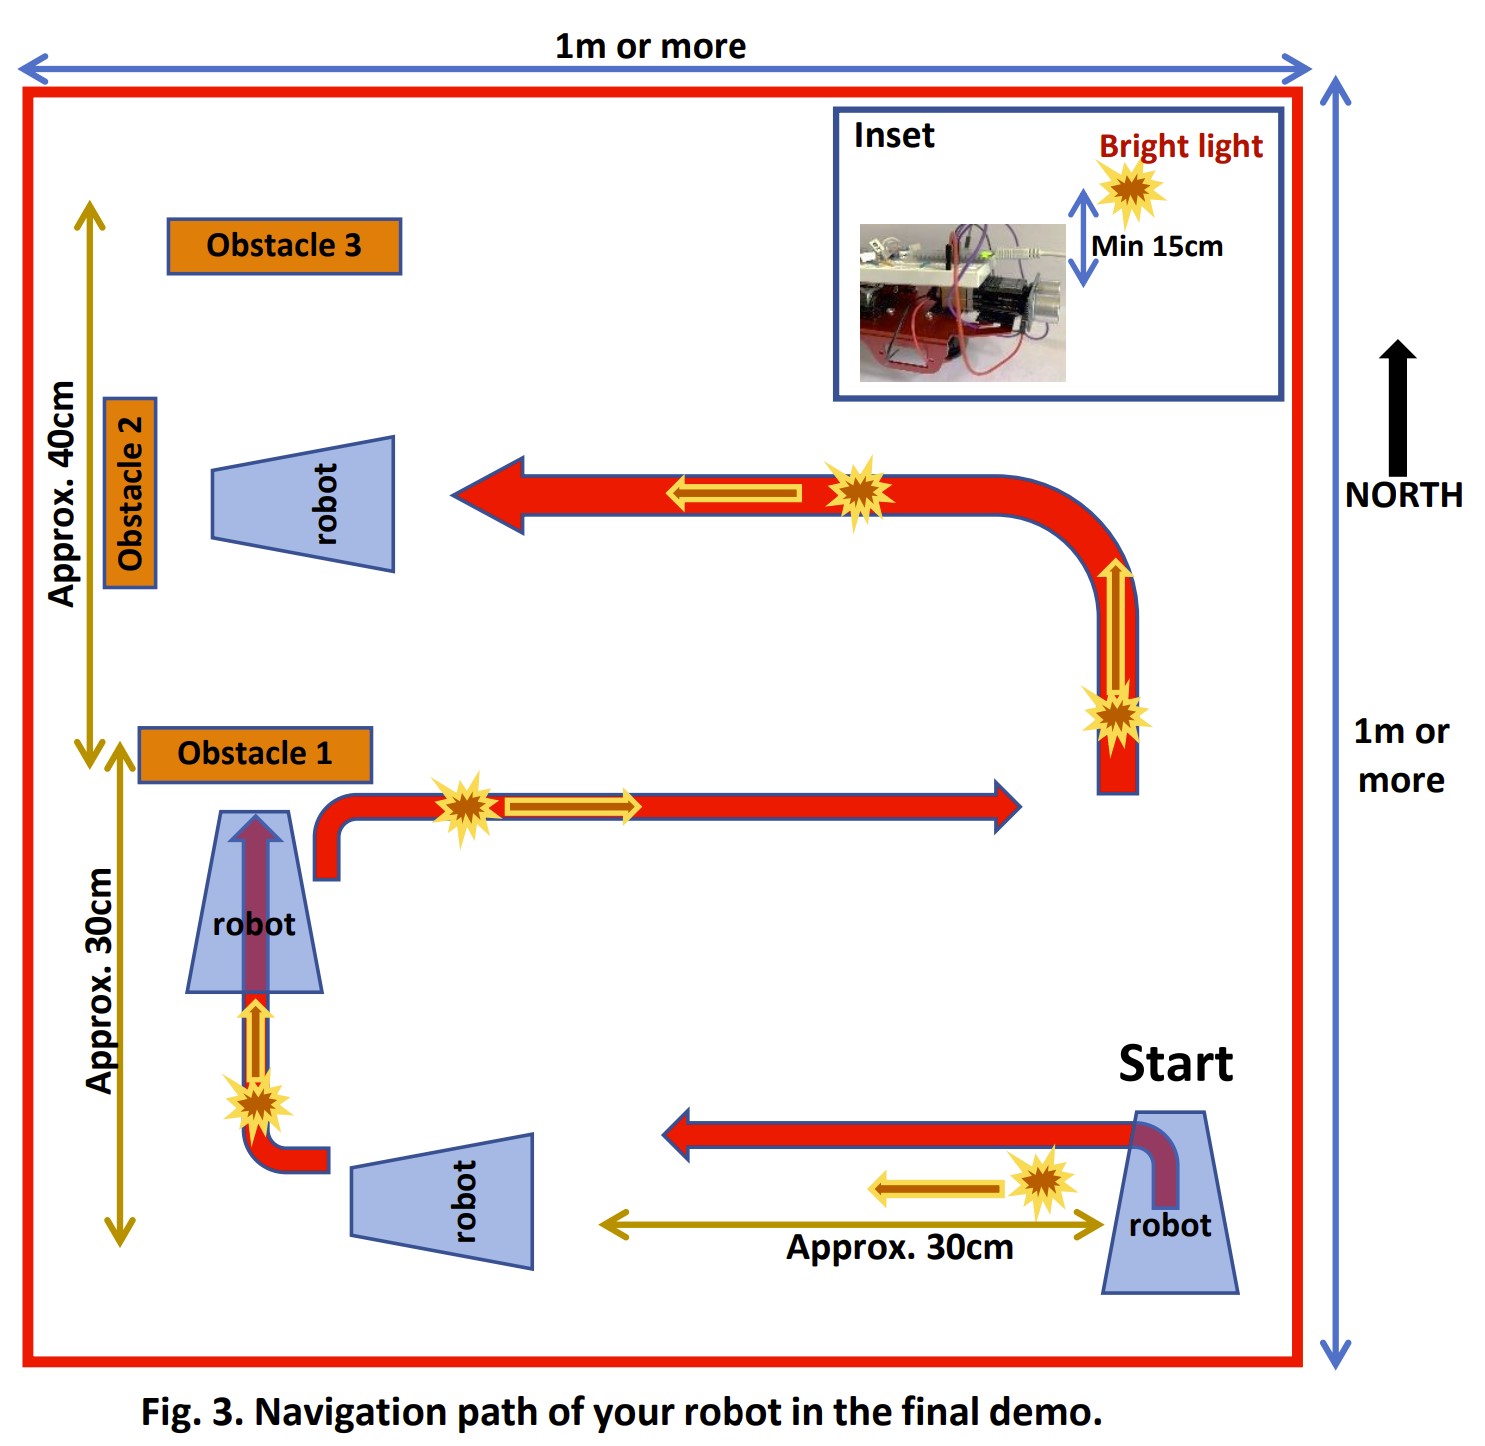 1m or more
Inset
Bright light
Min 15cm
Obstacle 3
Approx. 40cm
Obstacle 2
robot
NORTH
Obstacle 1
1m or
more
Approx. 30cm
robot
Start
robot
robot
Approx. 30cm
Fig. 3. Navigation path of your robot in the final demo.